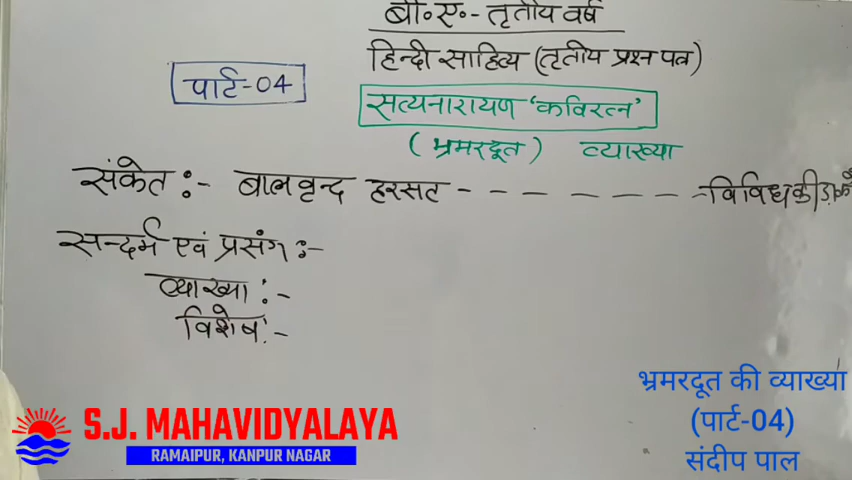 बी॰ए॰-तृतीय वर्ष
हिन्दी साहित्य (तृतीय प्रश्न पत्र)
पार्ट-04
सत्यनारायण 'कविरत्न'
(भ्रमरदूत) व्याख्या
संकेत :- बालवृन्द हरसत - - - - - - - - विविध
सन्दर्भ एवं प्रसंग :-
व्याख्या :-
विशेष :-
भ्रमरदूत की व्याख्या
(पार्ट-04)
संदीप पाल
S.J. MAHAVIDYALAYA
RAMAIPUR, KANPUR NAGAR